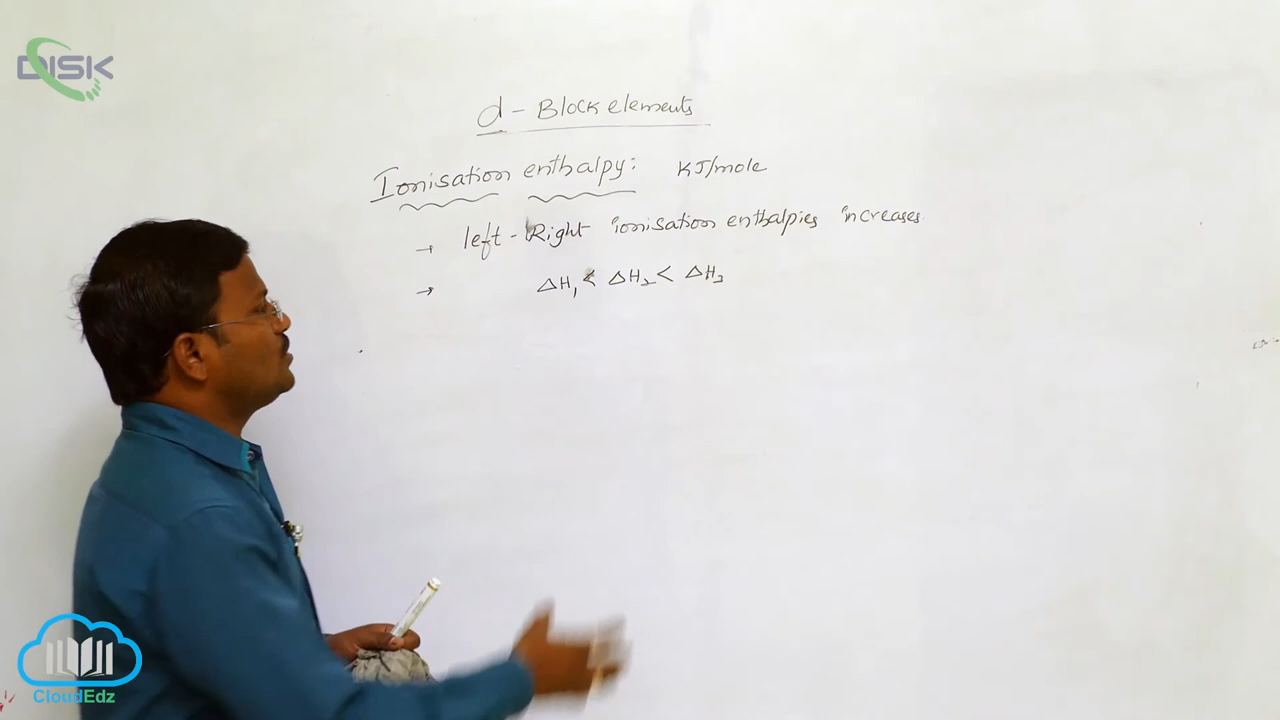 DISK
d - Block elements
Ionisation enthalpy: KJ/mole
→ left - Right ionisation enthalpies increases
→ ΔH₁ < ΔH₂ < ΔH₃
CloudEdz